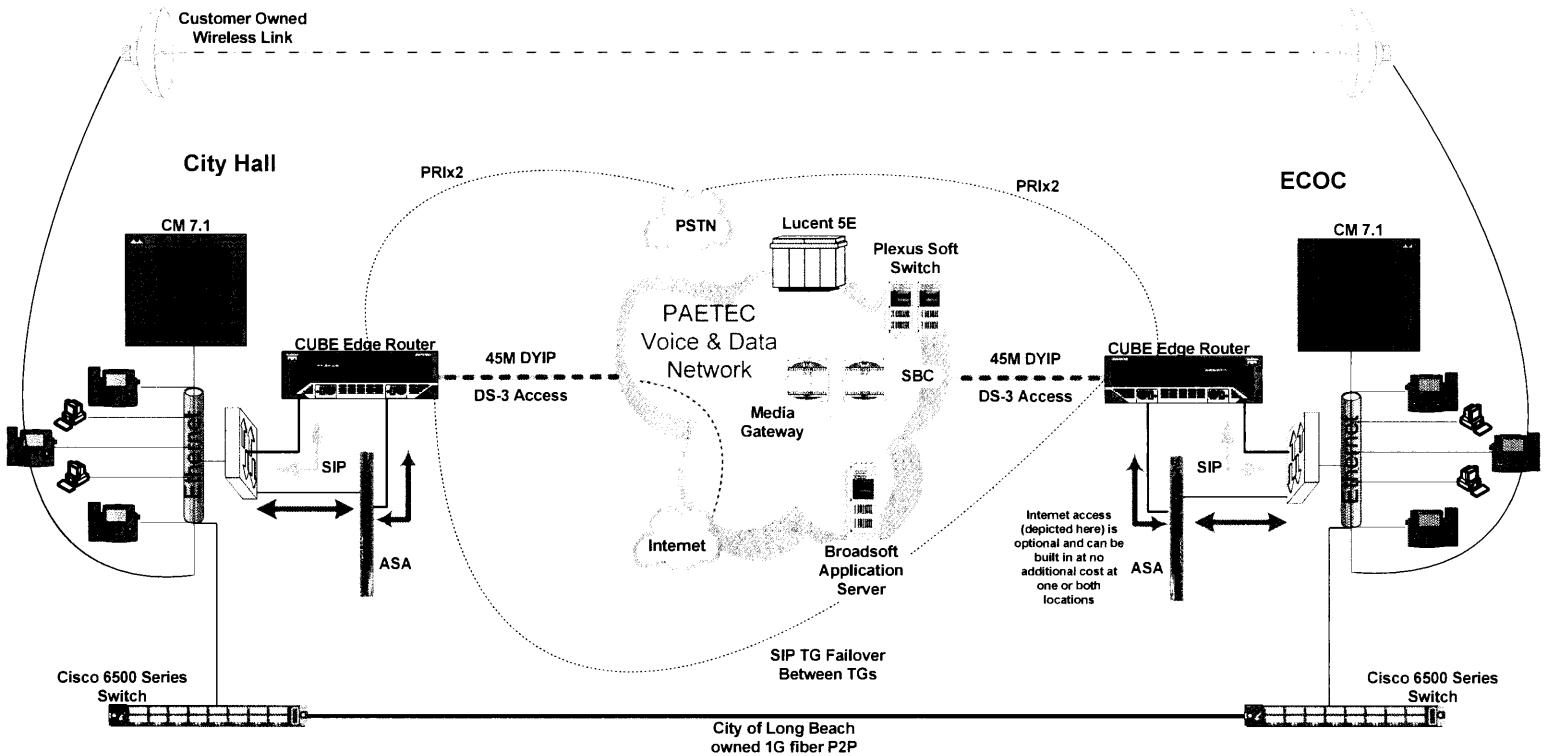 Customer Owned
Wireless Link
City Hall
PRIx2
PRIx2
ECOC
CM 7.1
PSTN
Lucent 5E
CM 7.1
Plexus Soft
Switch
PAETEC
Voice & Data
Network
CUBE Edge Router
45M DYIP
DS-3 Access
SBC
45M DYIP
DS-3 Access
CUBE Edge Router
Media
Gateway
Ethernet
SIP
SIP
Ethernet
Internet
ASA
Broadsoft
Application
Server
Internet access
(depicted here) is
optional and can be
built in at no
additional cost at
one or both
locations
ASA
SIP TG Failover
Between TGs
Cisco 6500 Series
Switch
Cisco 6500 Series
Switch
City of Long Beach
owned 1G fiber P2P